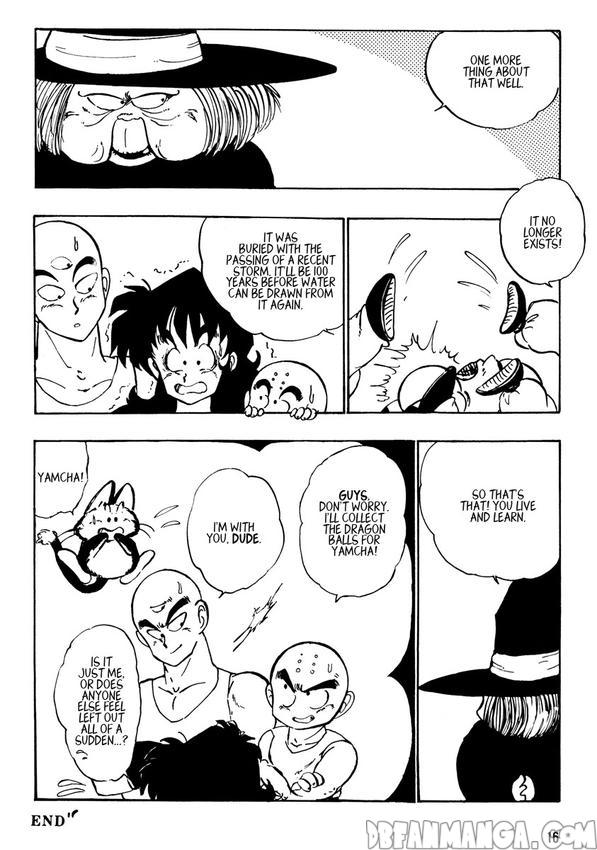 ONE MORE
THING ABOUT
THAT WELL.
IT NO
LONGER
EXISTS!
IT WAS
BURIED WITH THE
PASSING OF A RECENT
STORM. IT'LL BE 100
YEARS BEFORE WATER
CAN BE DRAWN FROM
IT AGAIN.
SO THAT'S
THAT! YOU LIVE
AND LEARN.
GUYS,
DON'T WORRY.
I'LL COLLECT
THE DRAGON
BALLS FOR
YAMCHA!
I'M WITH
YOU, DUDE.
YAMCHA!
IS IT
JUST ME,
OR DOES
ANYONE
ELSE FEEL
LEFT OUT
ALL OF A
SUDDEN...?
END
16
DBFANMANGA.COM